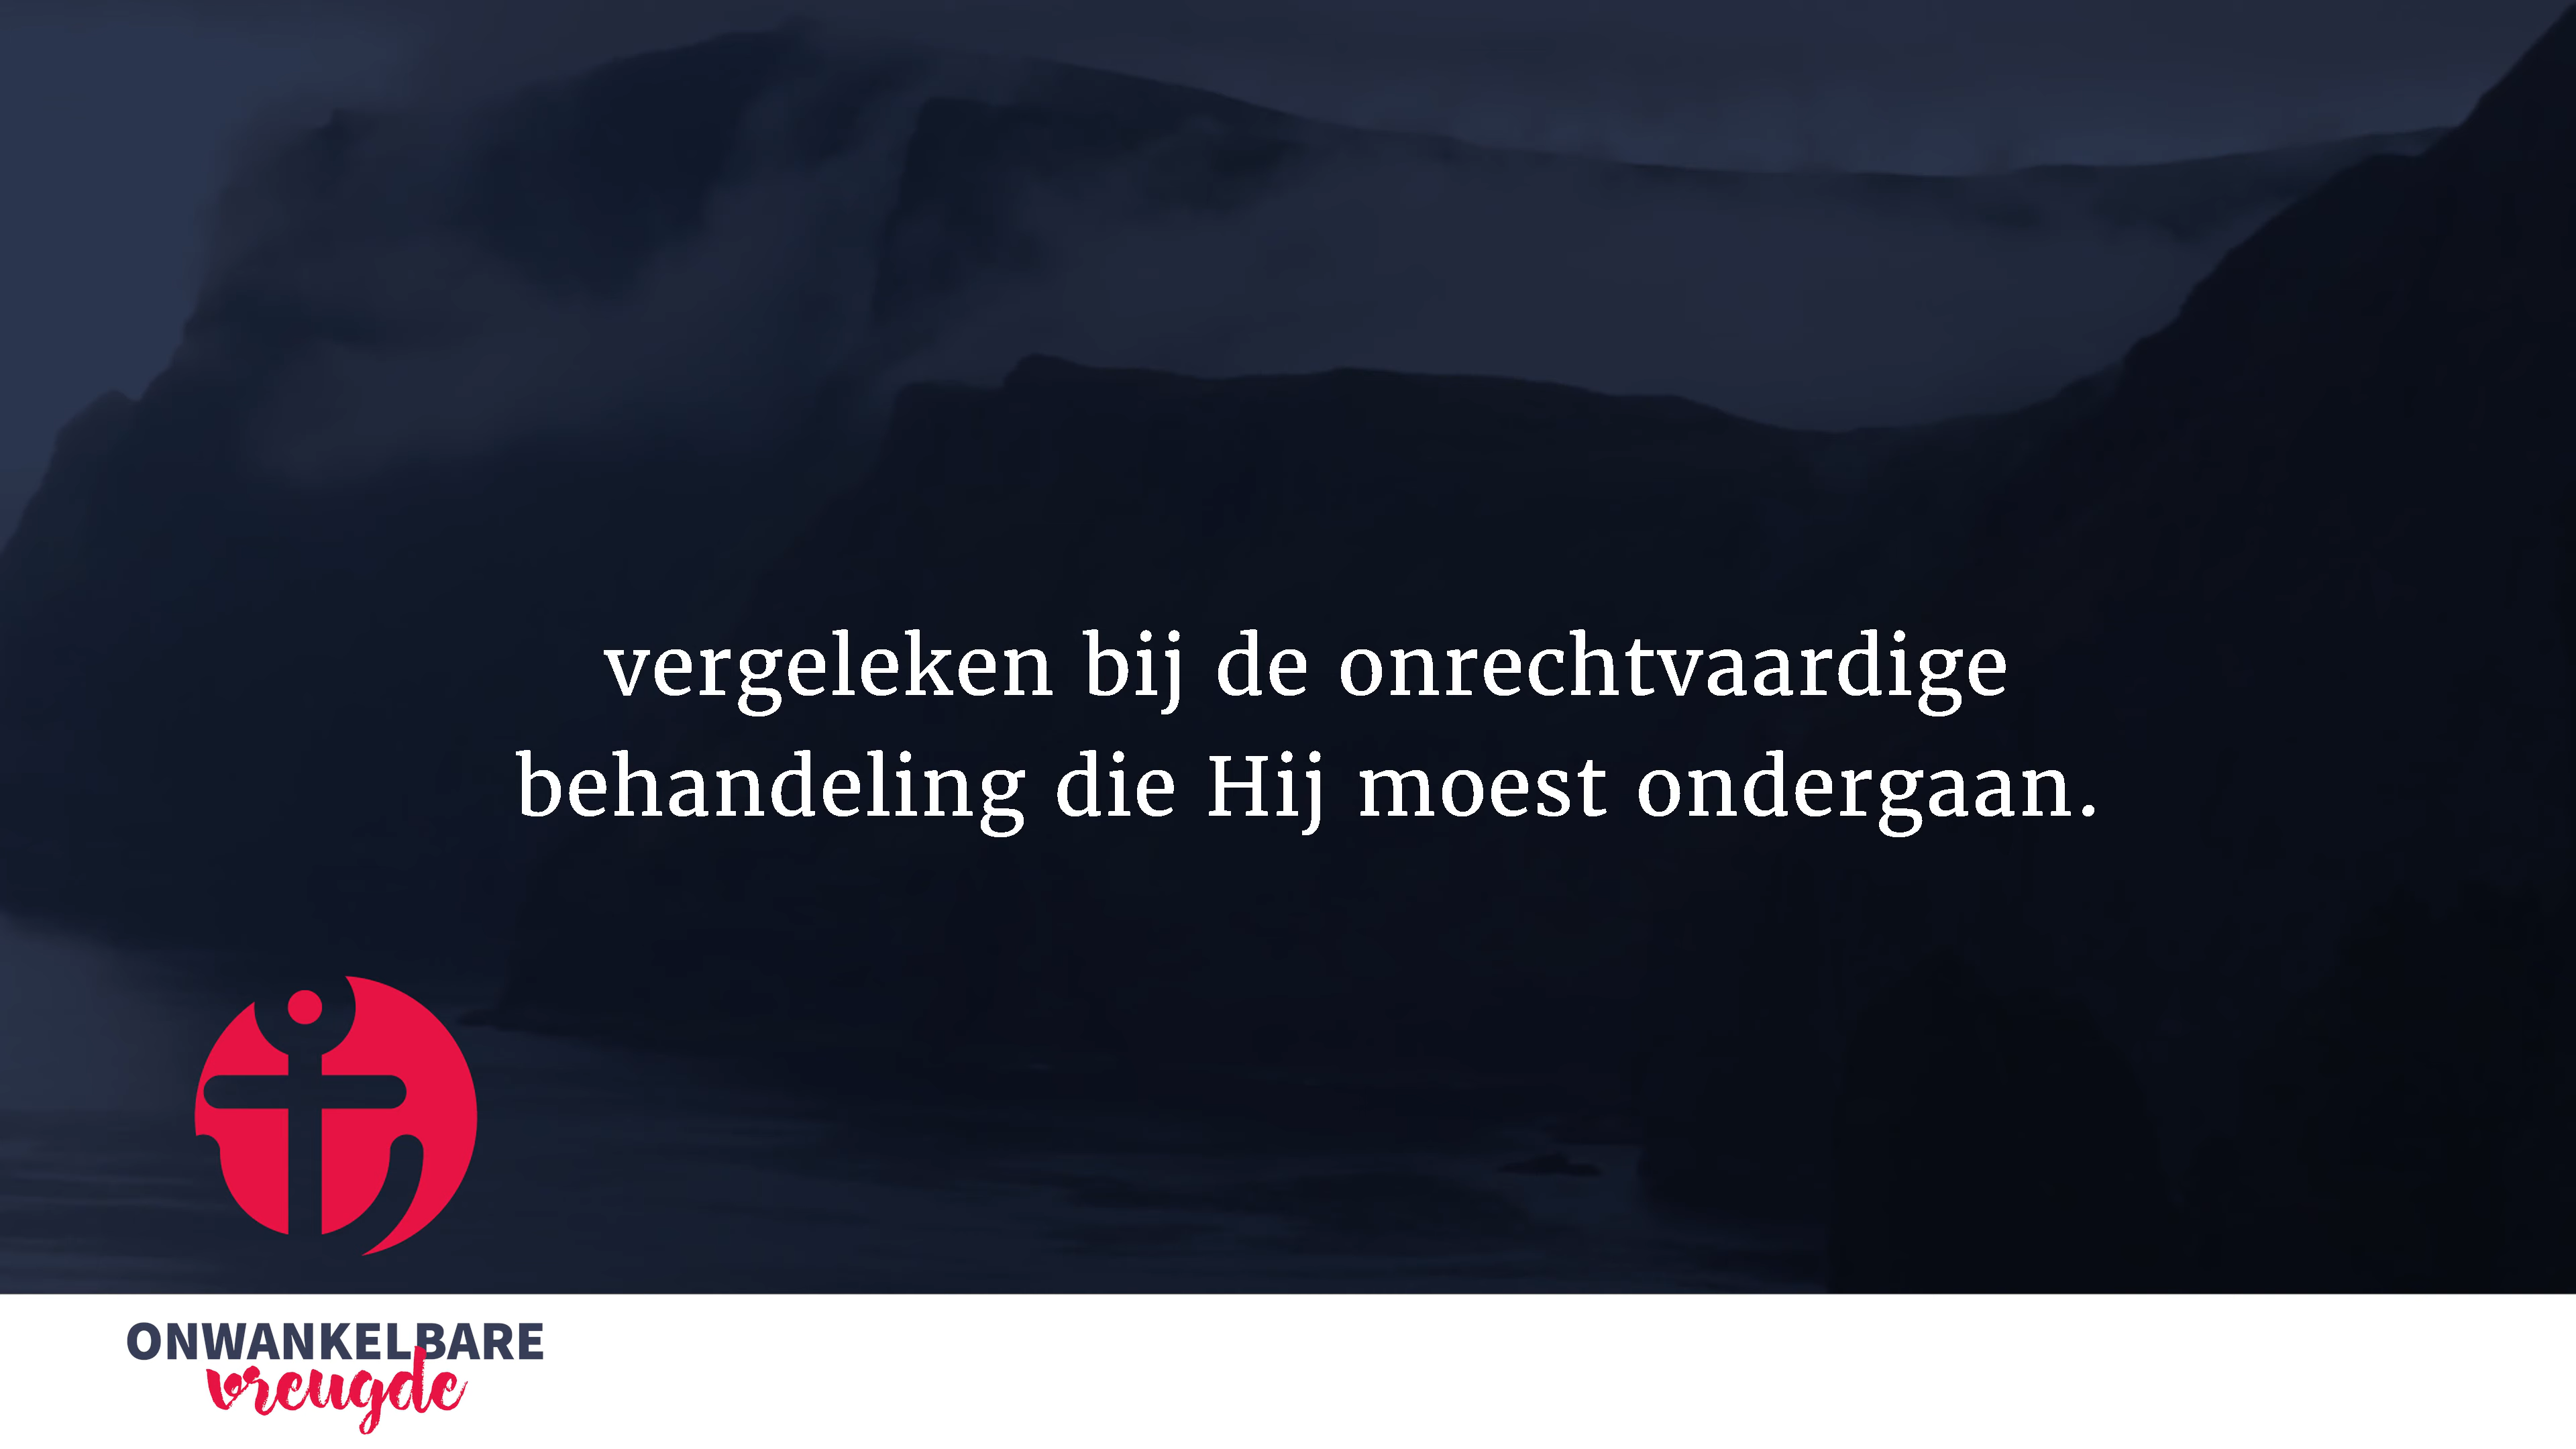 vergeleken bij de onrechtvaardige
behandeling die Hij moest ondergaan.
ONWANKELBARE
vreugde